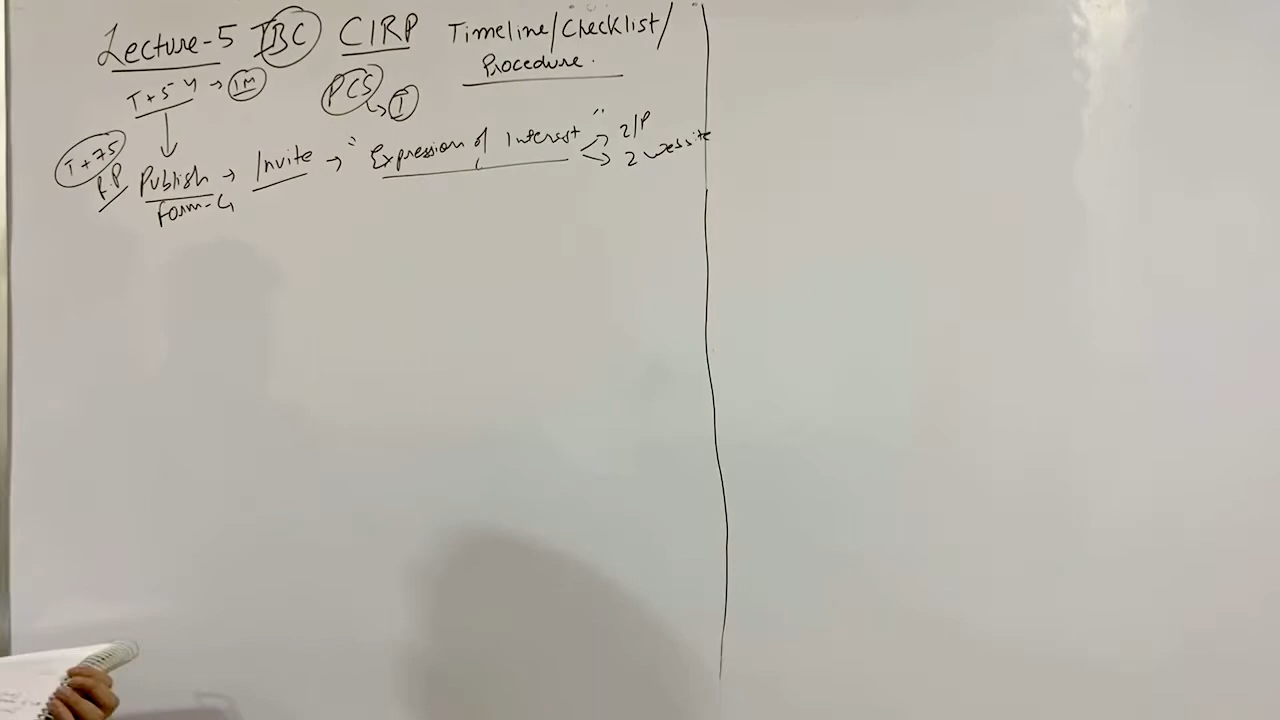 Lecture-5 IBC CIRP Timeline/Checklist/
Procedure.
T+54 → IM
PCS → T
T+75
R.P Publish → Invite → "Expression of Interest"
2/P
2 website
Form-G